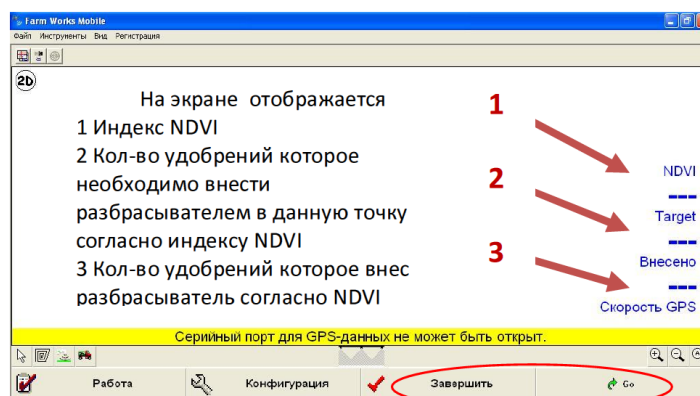 Farm Works Mobile
Файл Инструменты Вид Регистрация
2D
На экране отображается
1 Индекс NDVI
2 Кол-во удобрений которое
необходимо внести
разбрасывателем в данную точку
согласно индексу NDVI
3 Кол-во удобрений которое внес
разбрасыватель согласно NDVI
1
2
3
NDVI
---
Target
---
Внесено
---
Скорость GPS
Серийный порт для GPS-данных не может быть открыт.
Работа Конфигурация Завершить Go